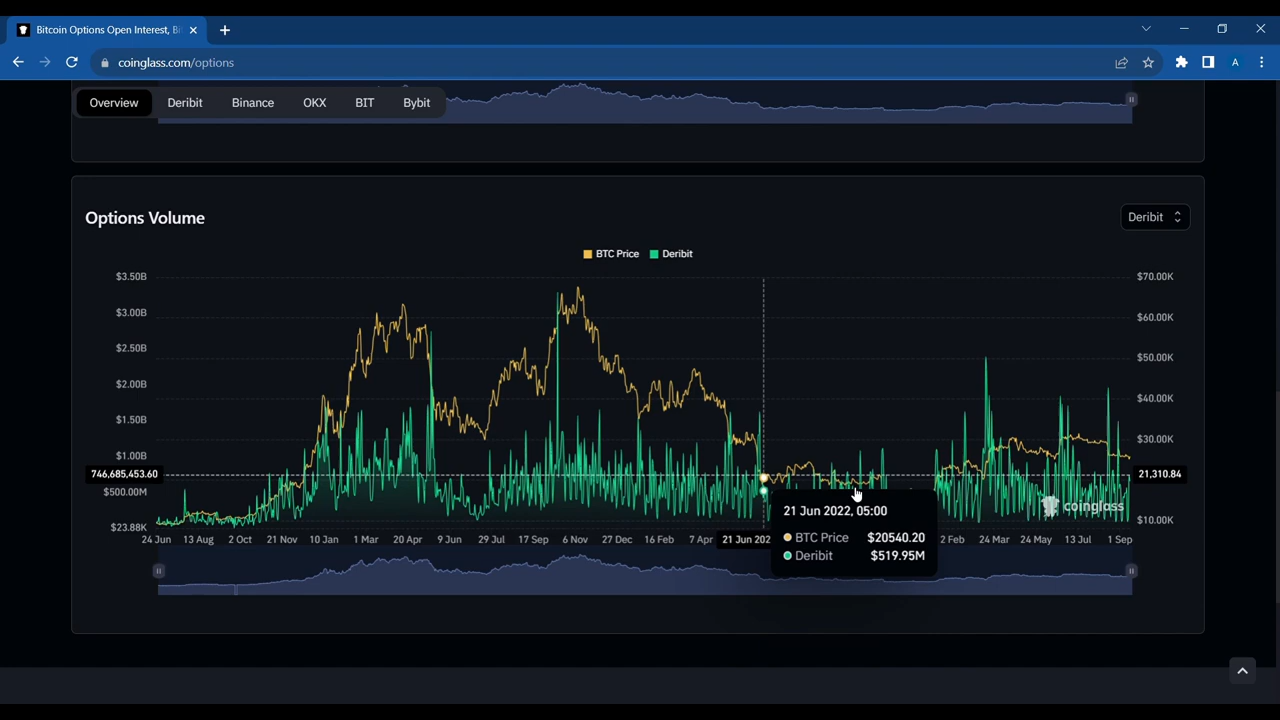 Bitcoin Options Open Interest, Bi
coinglass.com/options
A
Overview Deribit Binance OKX BIT Bybit
Options Volume
Deribit
BTC Price Deribit
$3.50B $70.00K
$3.00B $60.00K
$2.50B $50.00K
$2.00B $40.00K
$1.50B $30.00K
$1.00B
746,685,453.60 21,310.84
$500.00M
coinglass
21 Jun 2022, 05:00
$23.88K $10.00K
BTC Price $20540.20
24 Jun 13 Aug 2 Oct 21 Nov 10 Jan 1 Mar 20 Apr 9 Jun 29 Jul 17 Sep 6 Nov 27 Dec 16 Feb 7 Apr 21 Jun 202 2 Feb 24 Mar 24 May 13 Jul 1 Sep
Deribit $519.95M